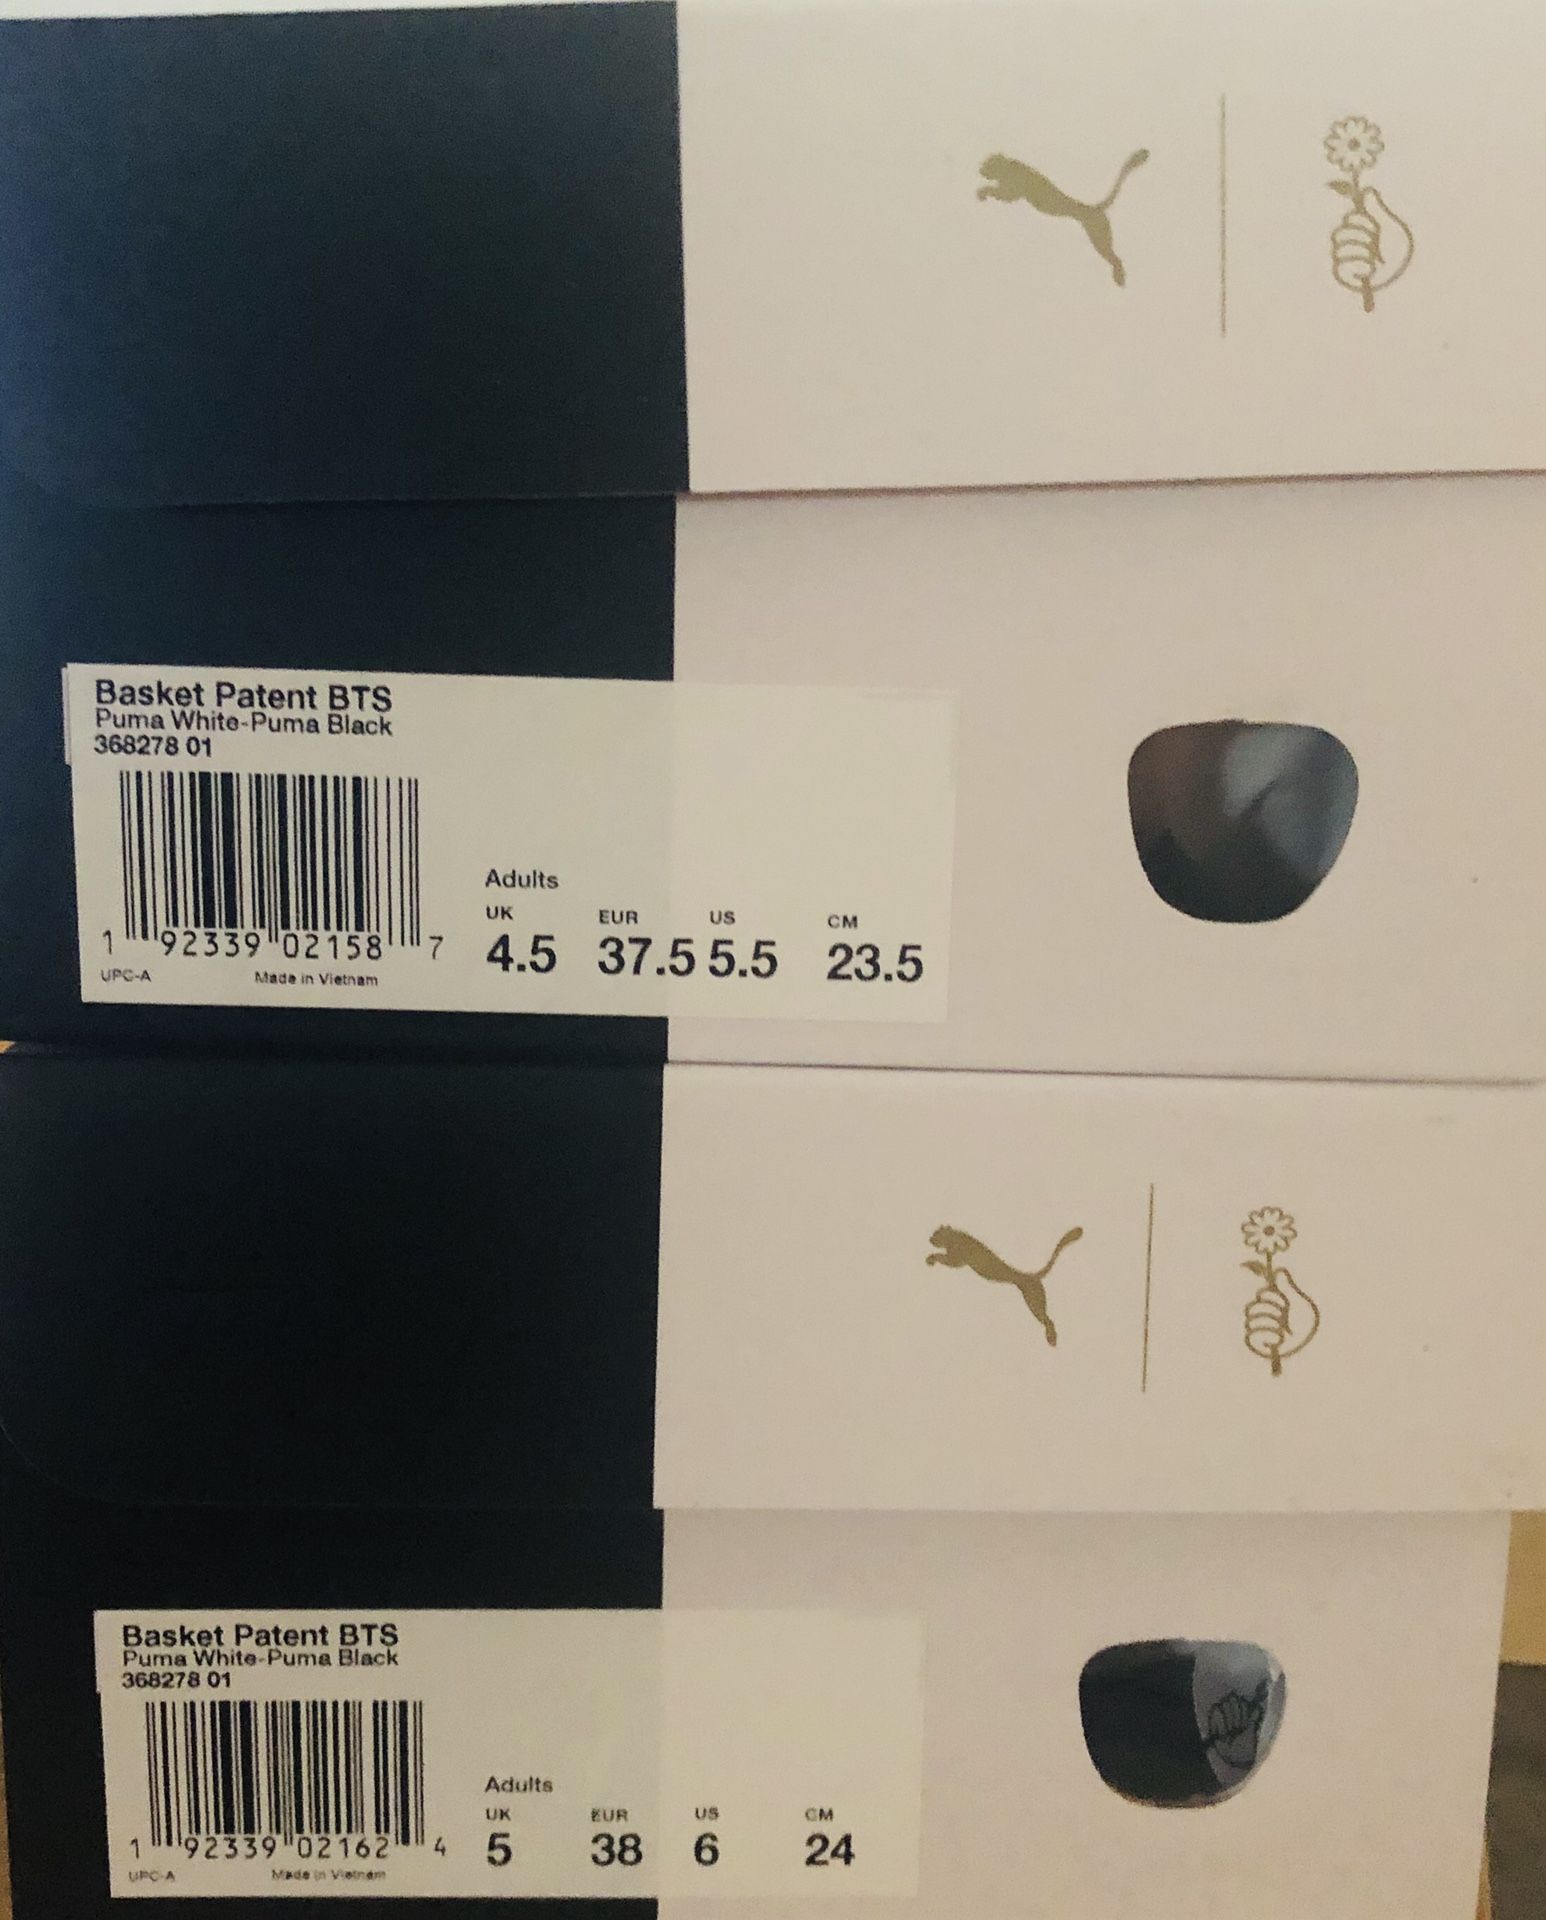 Basket Patent BTS
Puma White-Puma Black
368278 01
Adults
UK EUR US CM
4.5 37.5 5.5 23.5
1 92339 02158 7
UPC-A Made in Vietnam
Basket Patent BTS
Puma White-Puma Black
368278 01
Adults
UK EUR US CM
5 38 6 24
1 92339 02162 4
UPC-A Made in Vietnam